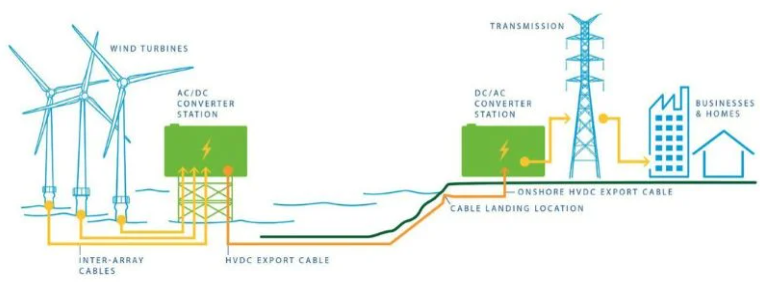 WIND TURBINES
AC/DC
CONVERTER
STATION
TRANSMISSION
DC/AC
CONVERTER
STATION
BUSINESSES
& HOMES
ONSHORE HVDC EXPORT CABLE
CABLE LANDING LOCATION
INTER-ARRAY
CABLES
HVDC EXPORT CABLE